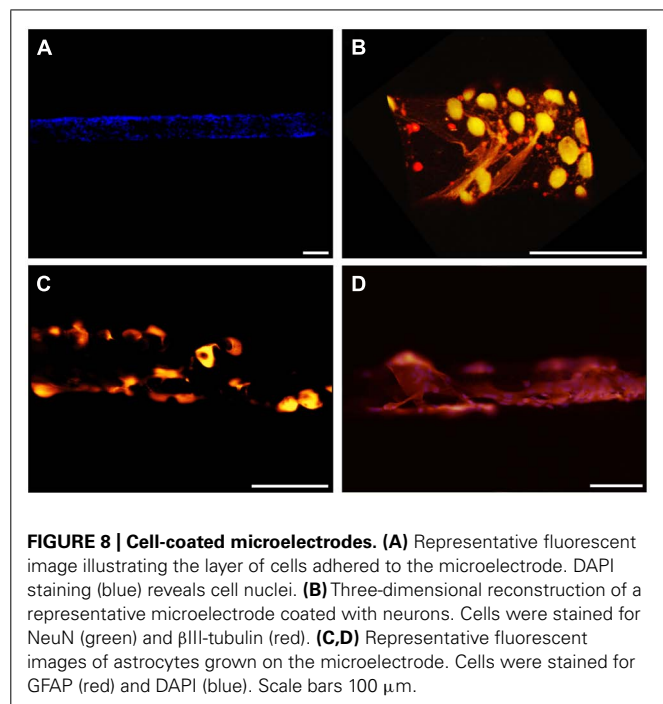 A
B
C
D
FIGURE 8 | Cell-coated microelectrodes. (A) Representative fluorescent
image illustrating the layer of cells adhered to the microelectrode. DAPI
staining (blue) reveals cell nuclei. (B) Three-dimensional reconstruction of a
representative microelectrode coated with neurons. Cells were stained for
NeuN (green) and βIII-tubulin (red). (C,D) Representative fluorescent
images of astrocytes grown on the microelectrode. Cells were stained for
GFAP (red) and DAPI (blue). Scale bars 100 μm.